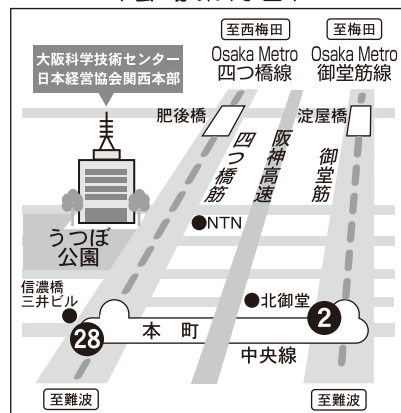 至西梅田
至梅田
Osaka Metro
四つ橋線
Osaka Metro
御堂筋線
大阪科学技術センター
日本経営協会関西本部
肥後橋
淀屋橋
四つ橋筋
阪神高速
御堂筋
うつぼ
公園
NTN
信濃橋
三井ビル
北御堂
2
28
本町
中央線
至難波
至難波